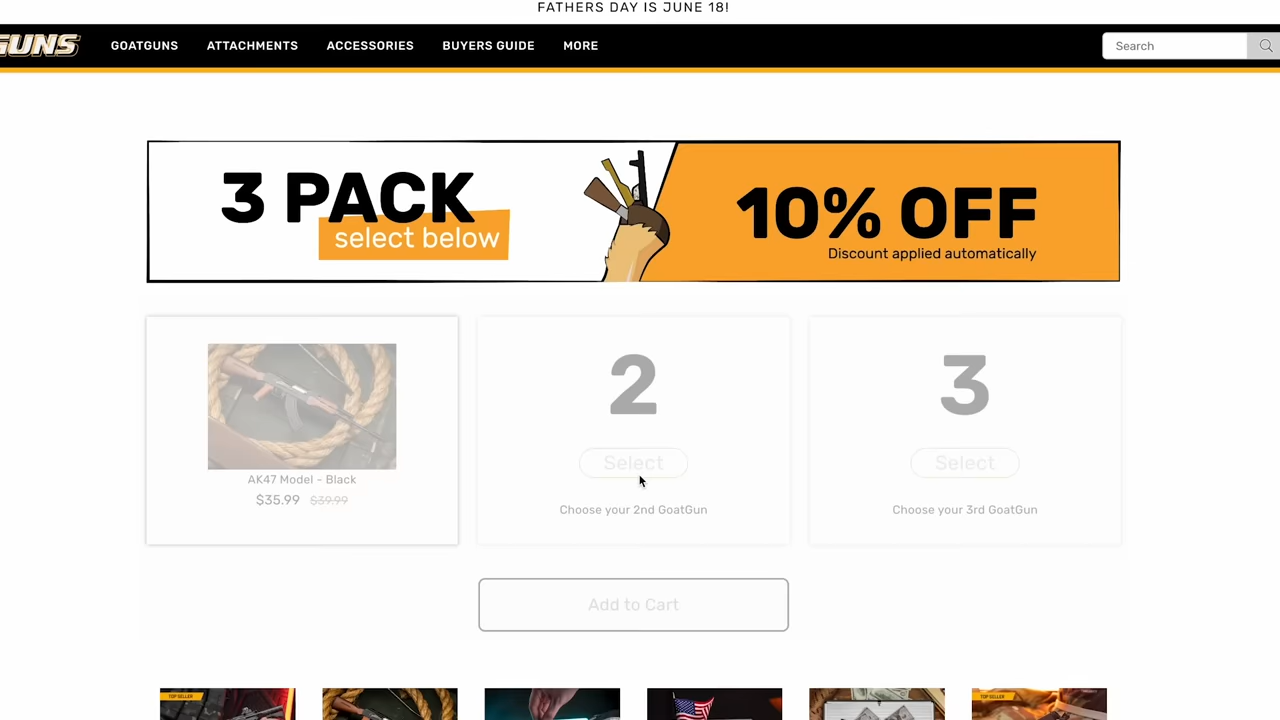 FATHERS DAY IS JUNE 18!
GUNS
GOATGUNS ATTACHMENTS ACCESSORIES BUYERS GUIDE MORE
Search
3 PACK
select below
10% OFF
Discount applied automatically
AK47 Model - Black
$35.99 $39.99
2
Select
Choose your 2nd GoatGun
3
Select
Choose your 3rd GoatGun
Add to Cart
TOP SELLER
TOP SELLER